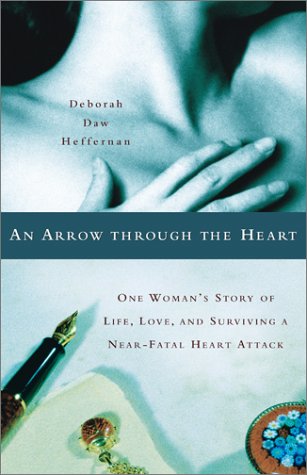 Deborah
Daw
Heffernan
An Arrow through the Heart
One Woman's Story of
Life, Love, and Surviving a
Near-Fatal Heart Attack